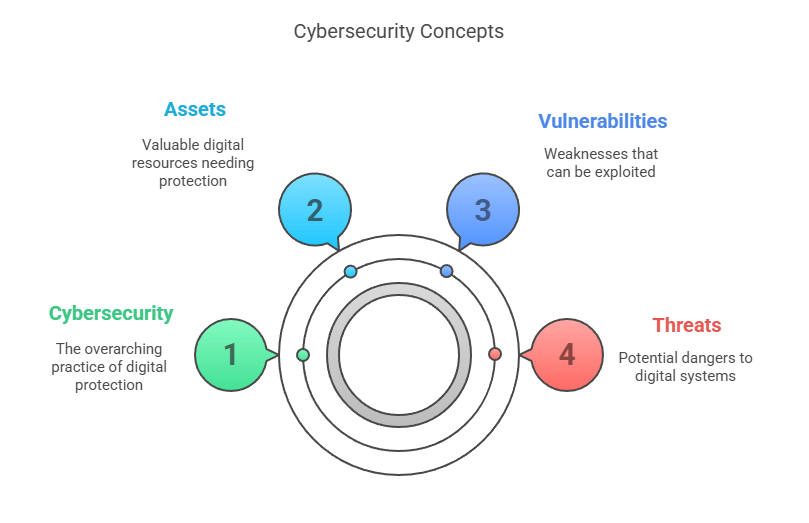 Cybersecurity Concepts
Assets
Valuable digital
resources needing
protection
Vulnerabilities
Weaknesses that
can be exploited
2
3
Cybersecurity
The overarching
practice of digital
protection
1
4
Threats
Potential dangers to
digital systems